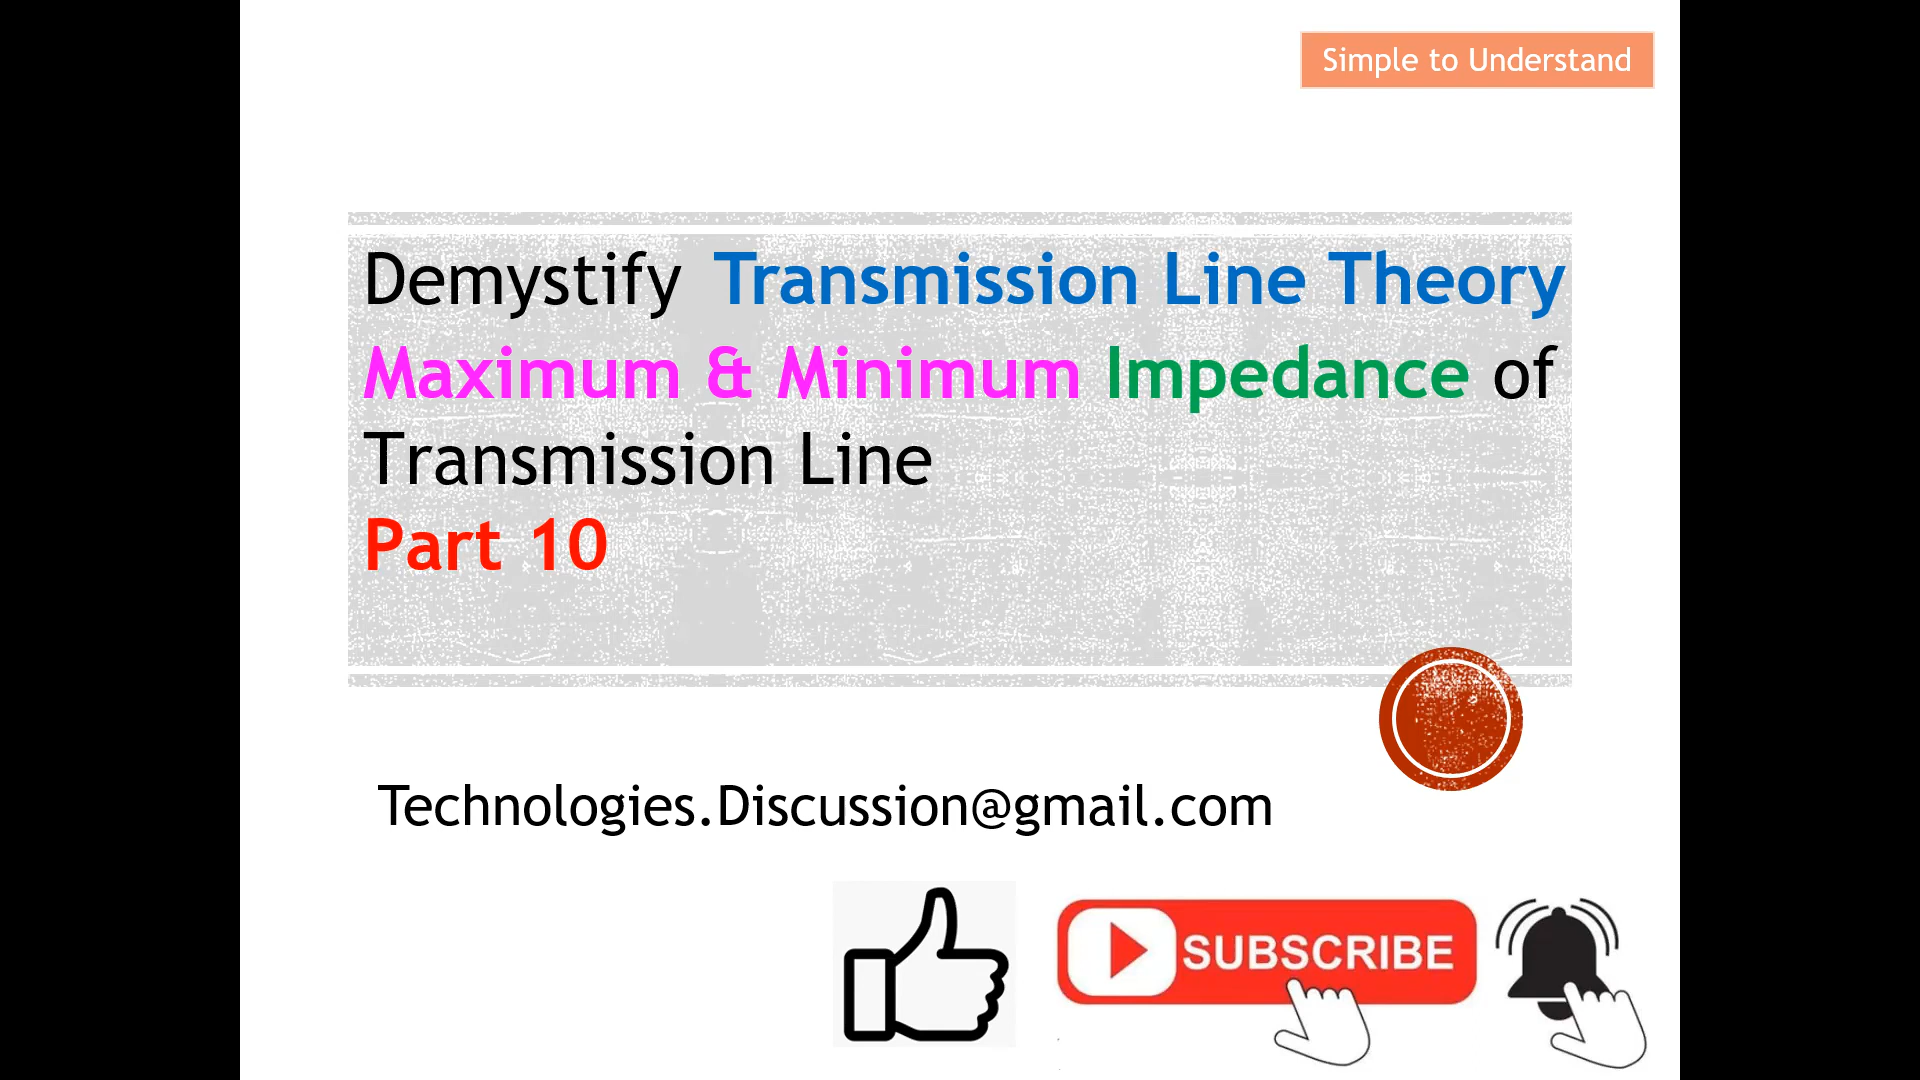 Simple to Understand
Demystify Transmission Line Theory
Maximum & Minimum Impedance of
Transmission Line
Part 10
Technologies.Discussion@gmail.com
SUBSCRIBE